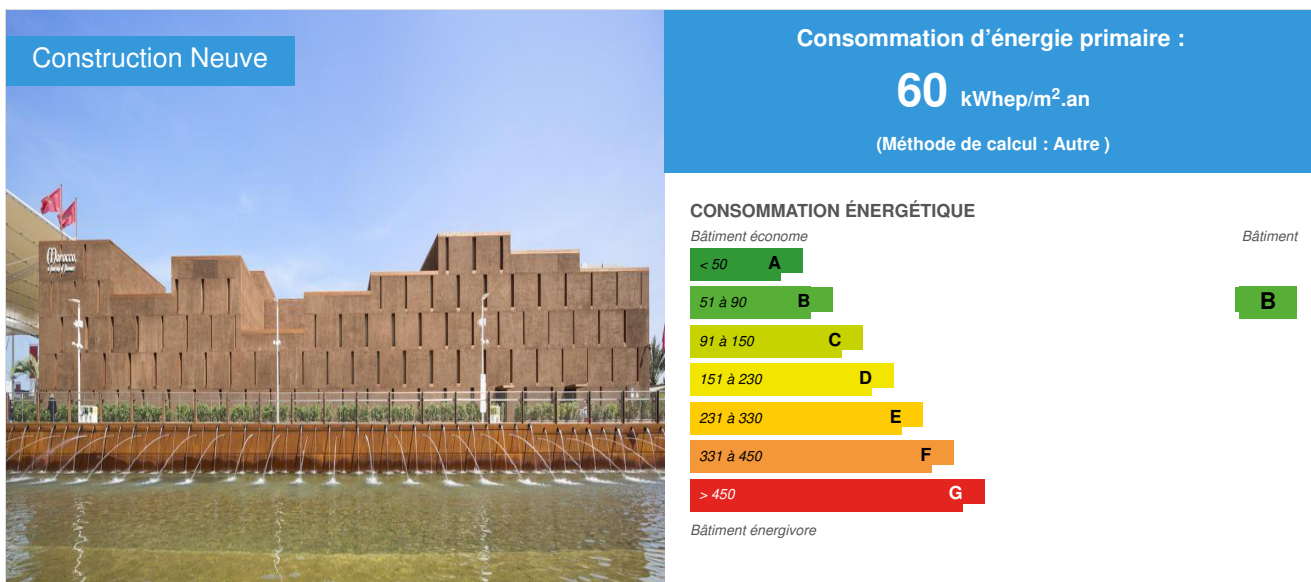 Construction Neuve
Morocco,
Consommation d'énergie primaire :
60 kWhep/m².an
(Méthode de calcul : Autre )
CONSOMMATION ÉNERGÉTIQUE
Bâtiment économe
Bâtiment
< 50 A
51 à 90 B
B
91 à 150 C
151 à 230 D
231 à 330 E
331 à 450 F
> 450 G
Bâtiment énergivore